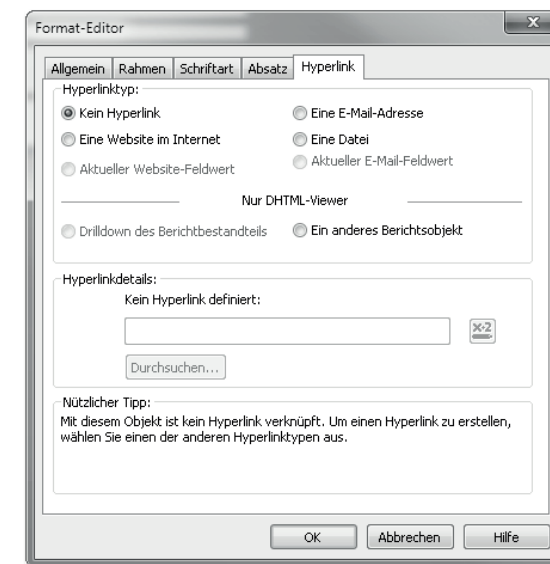 Format-Editor
Allgemein Rahmen Schriftart Absatz Hyperlink
Hyperlinktyp:
Kein Hyperlink Eine E-Mail-Adresse
Eine Website im Internet Eine Datei
Aktueller Website-Feldwert Aktueller E-Mail-Feldwert
Nur DHTML-Viewer
Drilldown des Berichtbestandteils Ein anderes Berichtsobjekt
Hyperlinkdetails:
Kein Hyperlink definiert:
x-2
Durchsuchen...
Nützlicher Tipp:
Mit diesem Objekt ist kein Hyperlink verknüpft. Um einen Hyperlink zu erstellen,
wählen Sie einen der anderen Hyperlinktypen aus.
OK Abbrechen Hilfe